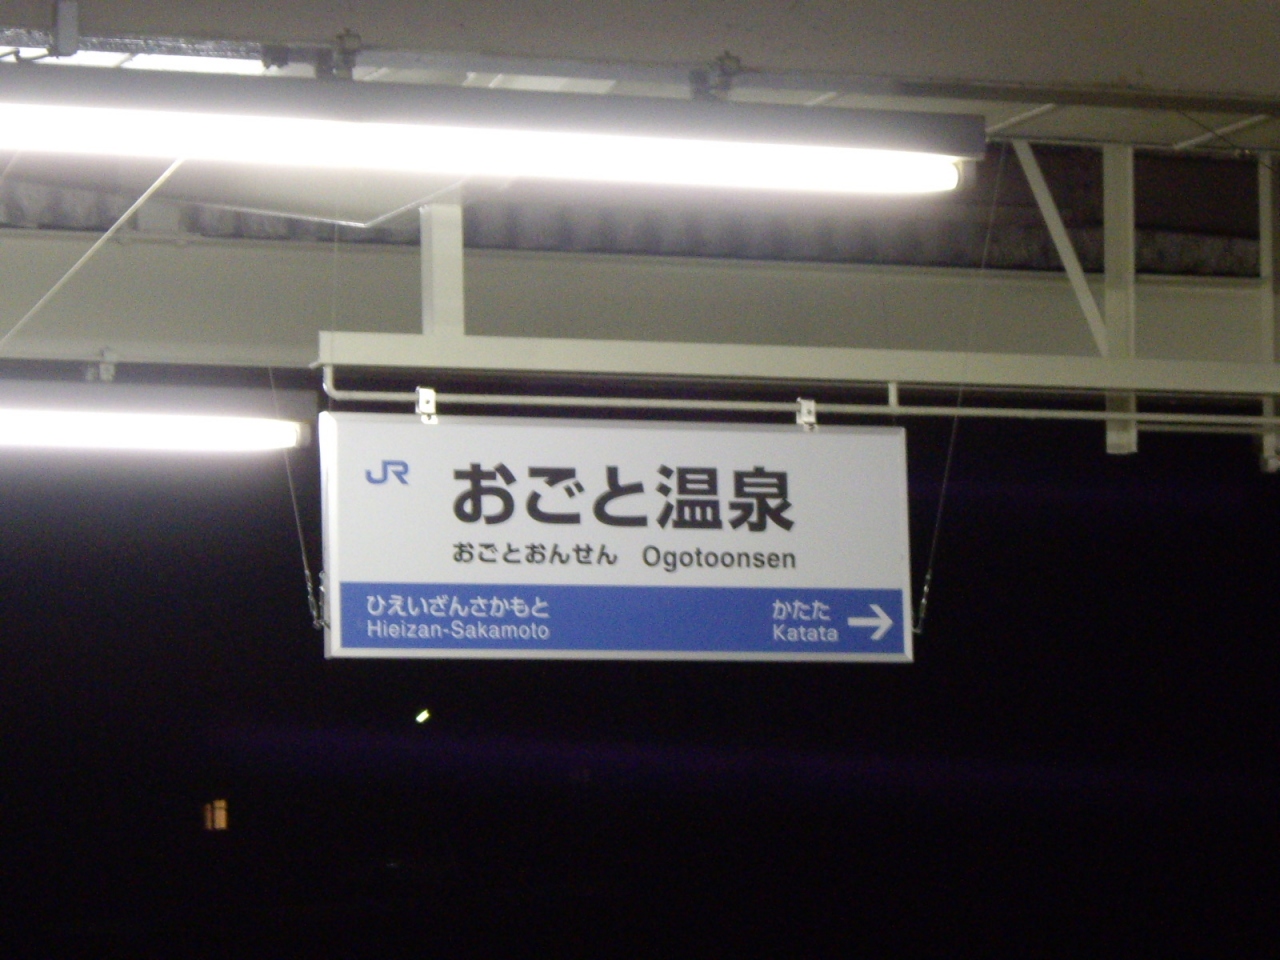 JR
おごと温泉
おごとおんせん Ogotoonsen
ひえいざんさかもと
Hieizan-Sakamoto
かたた
Katata